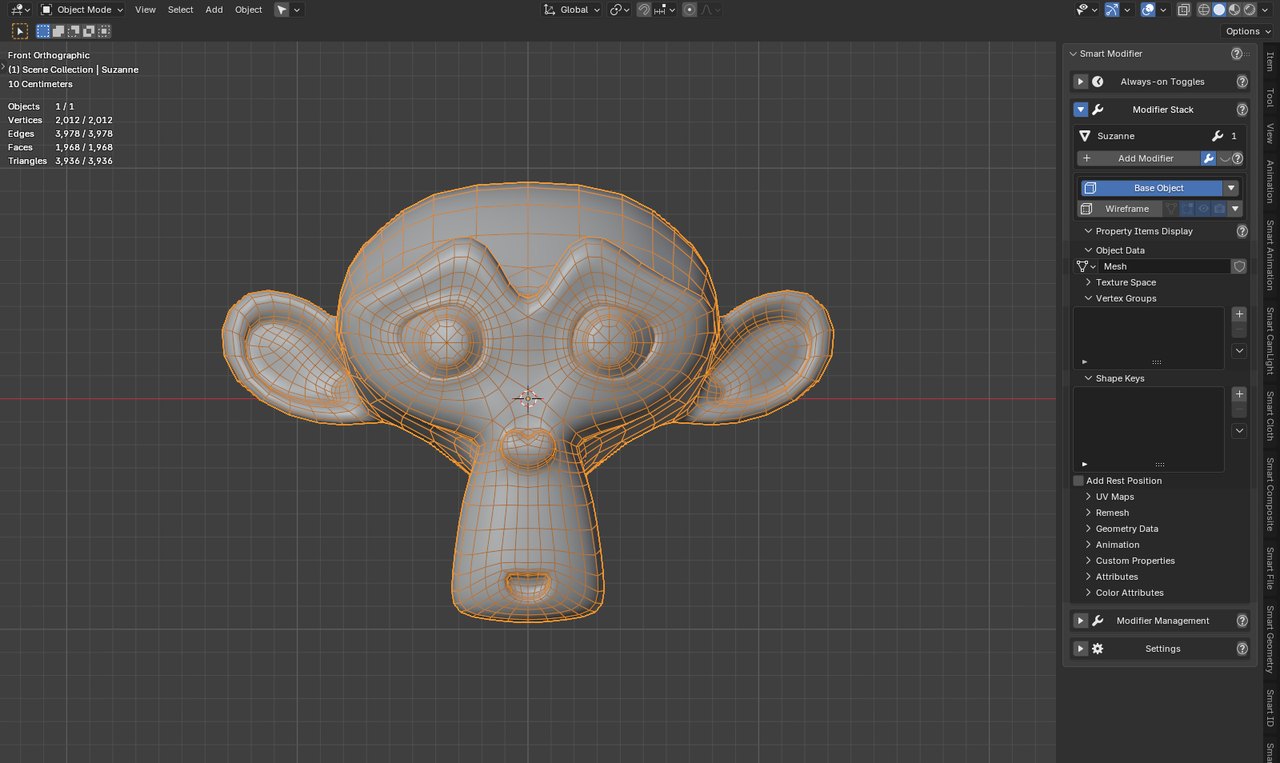 Object Mode View Select Add Object Global
Options
Front Orthographic
(1) Scene Collection | Suzanne
10 Centimeters
Objects 1 / 1
Vertices 2,012 / 2,012
Edges 3,978 / 3,978
Faces 1,968 / 1,968
Triangles 3,936 / 3,936
Smart Modifier
Always-on Toggles
Modifier Stack
Suzanne 1
Add Modifier
Base Object
Wireframe
Property Items Display
Object Data
Mesh
Texture Space
Vertex Groups
Shape Keys
Add Rest Position
UV Maps
Remesh
Geometry Data
Animation
Custom Properties
Attributes
Color Attributes
Modifier Management
Settings
Item
Tool
View
Animation
Smart Animation
Smart CamLight
Smart Cloth
Smart Composite
Smart File
Smart Geometry
Smart ID